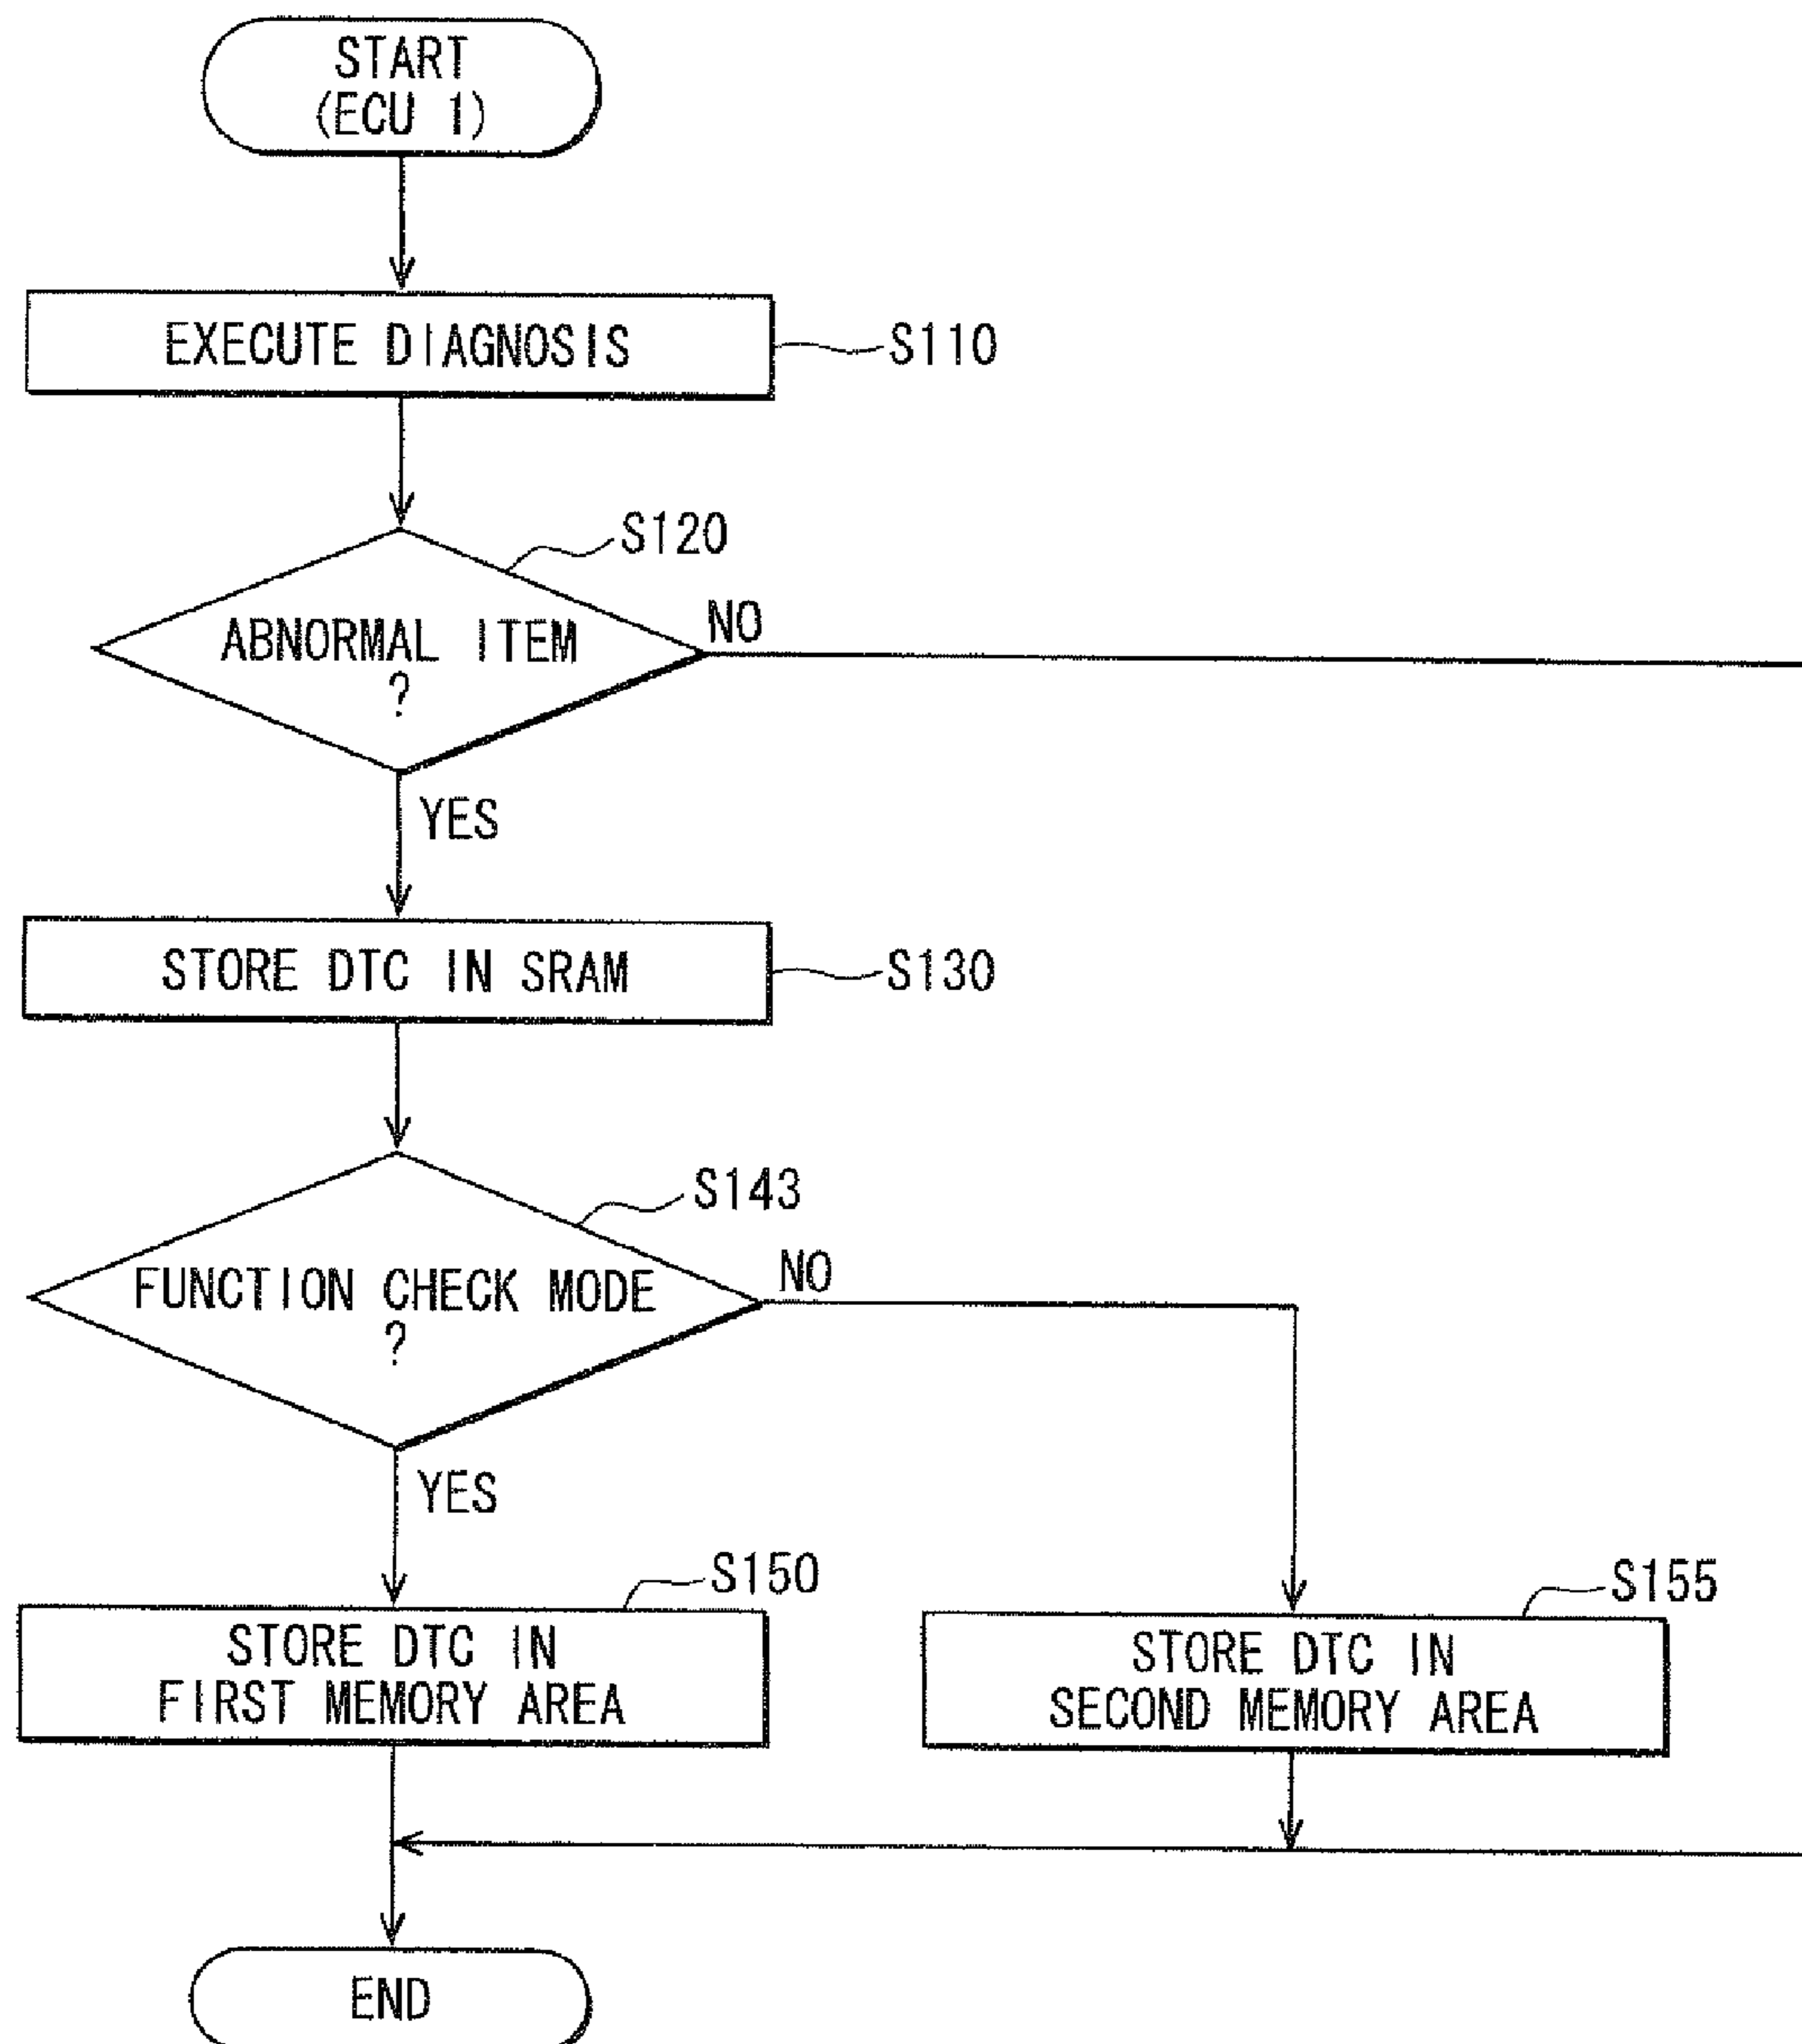 START
(ECU 1)
EXECUTE DIAGNOSIS
S110
S120
ABNORMAL ITEM
?
NO
YES
STORE DTC IN SRAM
S130
S143
FUNCTION CHECK MODE
?
NO
YES
S150
STORE DTC IN
FIRST MEMORY AREA
S155
STORE DTC IN
SECOND MEMORY AREA
END